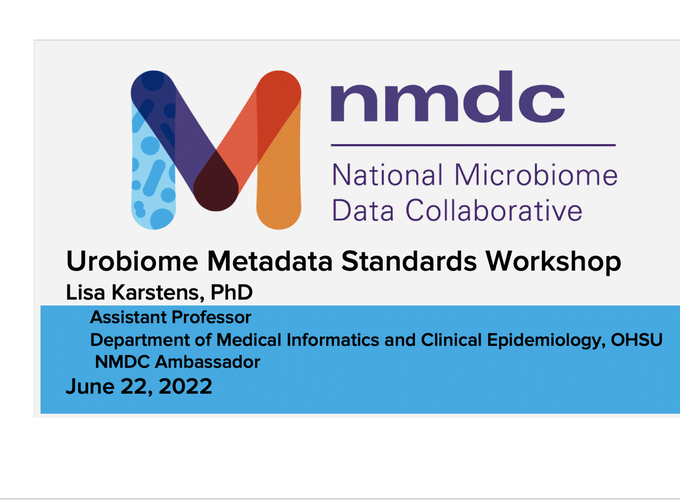 nmdc
National Microbiome
Data Collaborative
Urobiome Metadata Standards Workshop
Lisa Karstens, PhD
Assistant Professor
Department of Medical Informatics and Clinical Epidemiology, OHSU
NMDC Ambassador
June 22, 2022